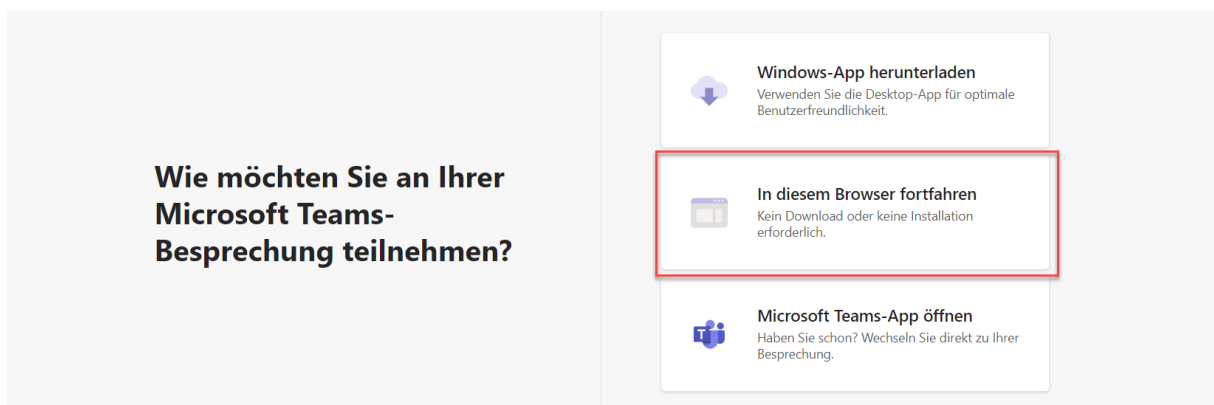 Wie möchten Sie an Ihrer
Microsoft Teams-
Besprechung teilnehmen?
Windows-App herunterladen
Verwenden Sie die Desktop-App für optimale
Benutzerfreundlichkeit.
In diesem Browser fortfahren
Kein Download oder keine Installation
erforderlich.
Microsoft Teams-App öffnen
Haben Sie schon? Wechseln Sie direkt zu Ihrer
Besprechung.